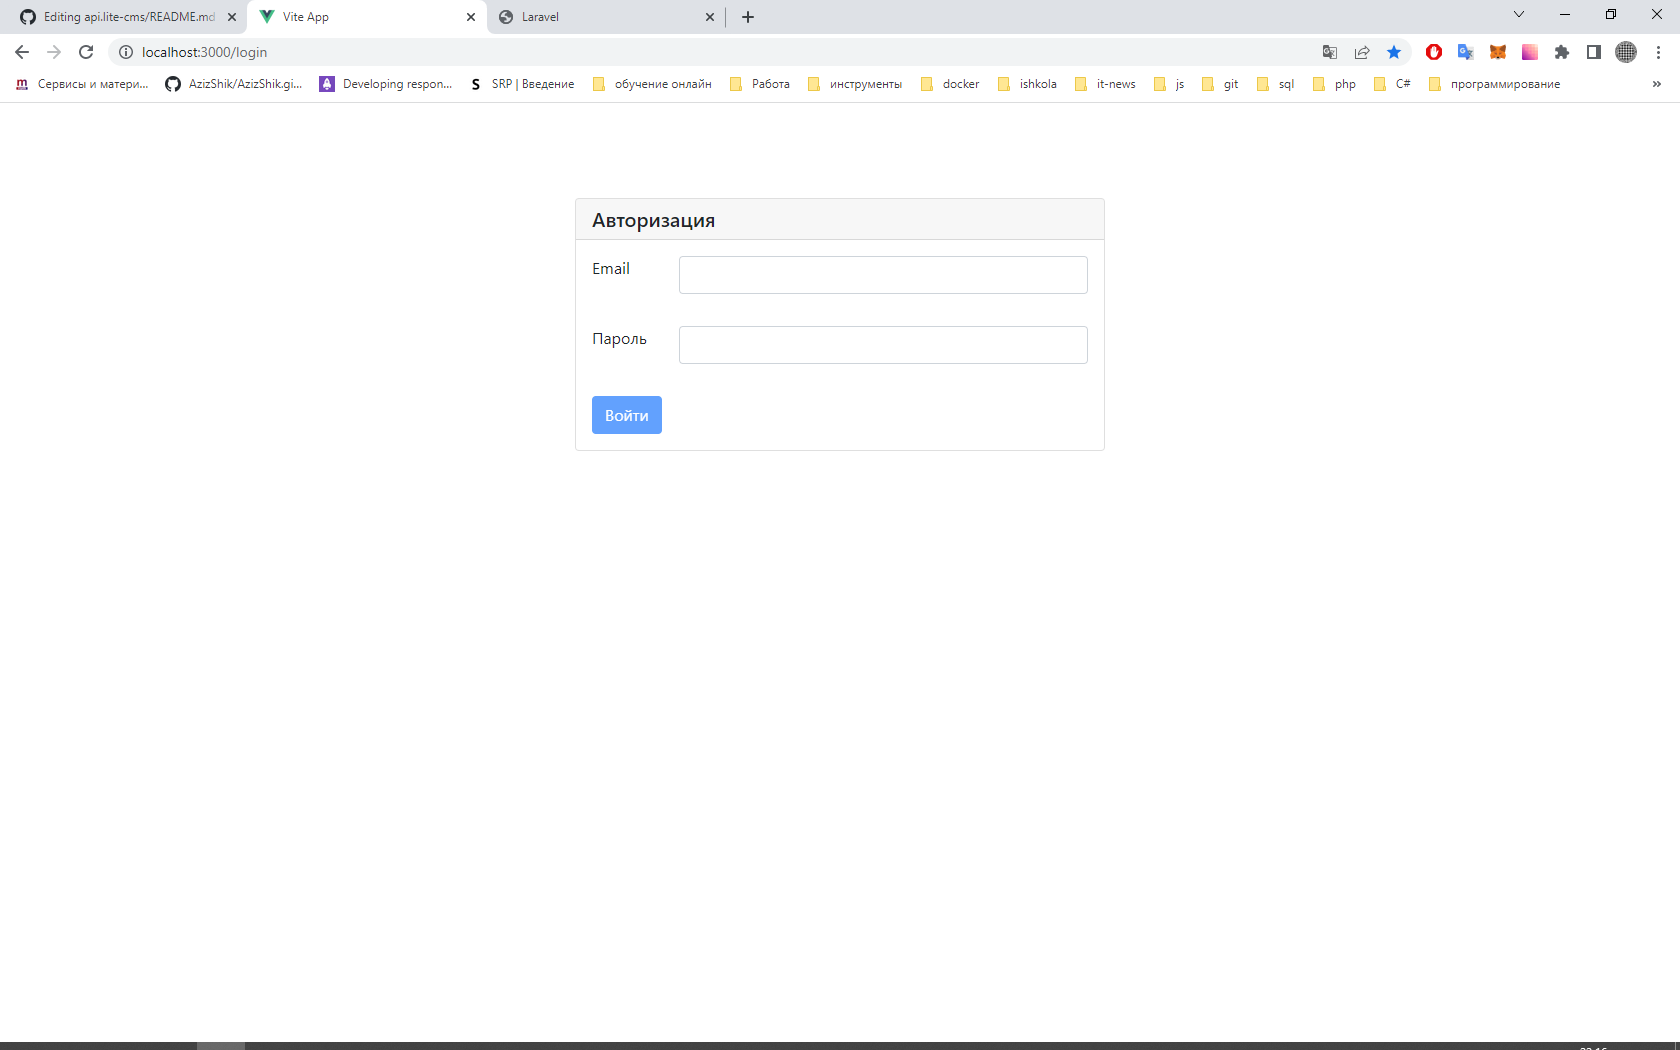 Editing api.lite-cms/README.md
Vite App
Laravel
localhost:3000/login
Сервисы и матери...
AzizShik/AzizShik.gi...
Developing respon...
SRP | Введение
обучение онлайн
Работа
инструменты
docker
ishkola
it-news
js
git
sql
php
C#
программирование
Авторизация
Email
Пароль
Войти